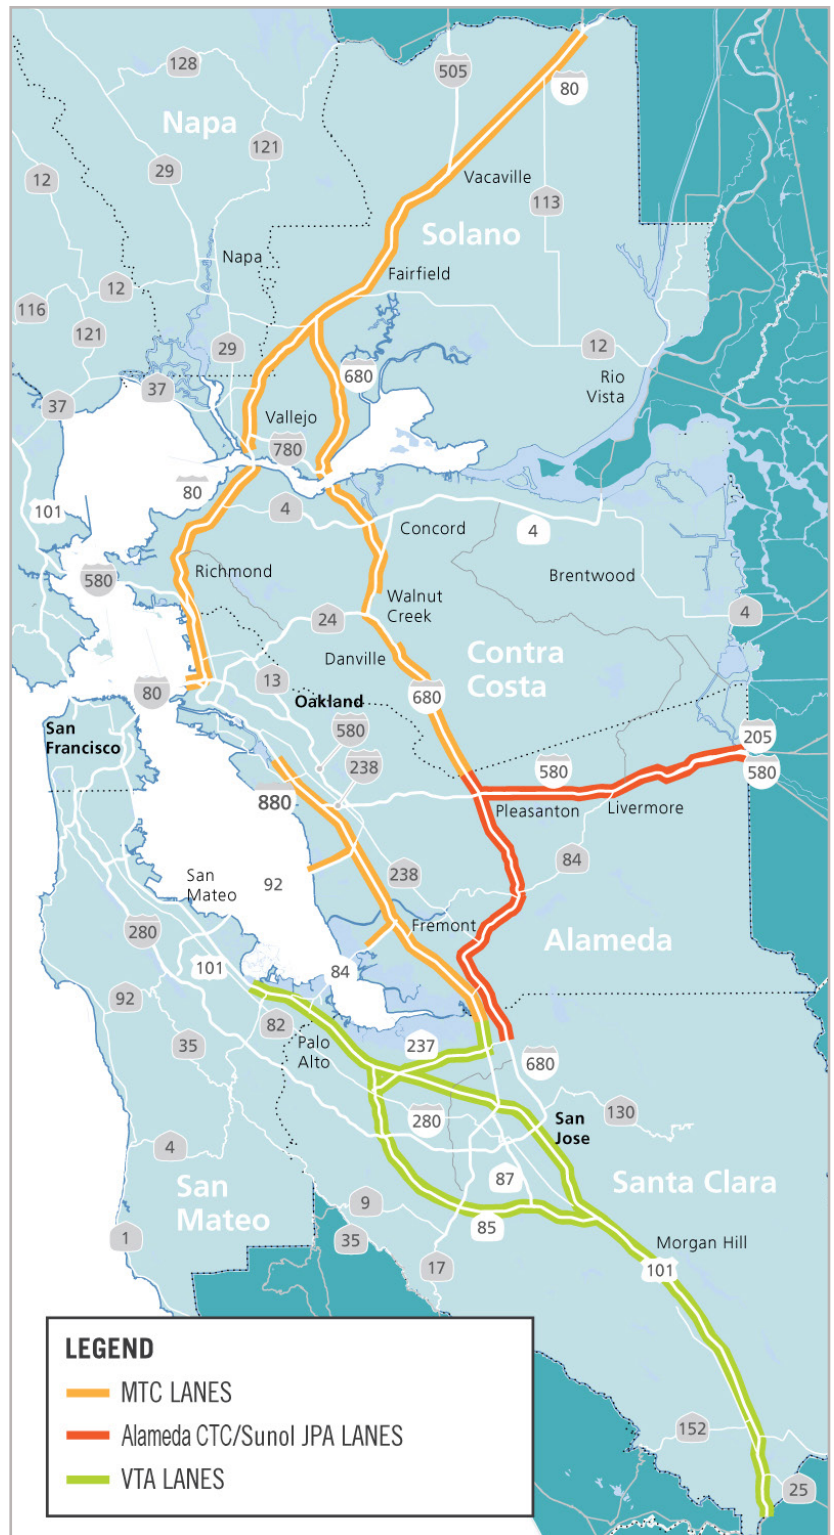 128
505
80
Napa
121
29
12
Vacaville
113
Solano
Napa
Fairfield
12
116
121
29
12
680
37
37
Rio
Vista
Vallejo
780
80
101
4
Concord
4
580
Richmond
Brentwood
Walnut
Creek
24
4
Danville
Contra
Costa
13
80
680
Oakland
San
Francisco
580
205
238
580
580
880
Pleasanton
Livermore
84
San
Mateo
92
238
280
Fremont
Alameda
101
84
92
82
35
Palo
Alto
237
680
280
San
Jose
130
4
87
Santa Clara
San
Mateo
9
85
1
35
17
Morgan Hill
101
LEGEND
MTC LANES
Alameda CTC/Sunol JPA LANES
VTA LANES
152
25